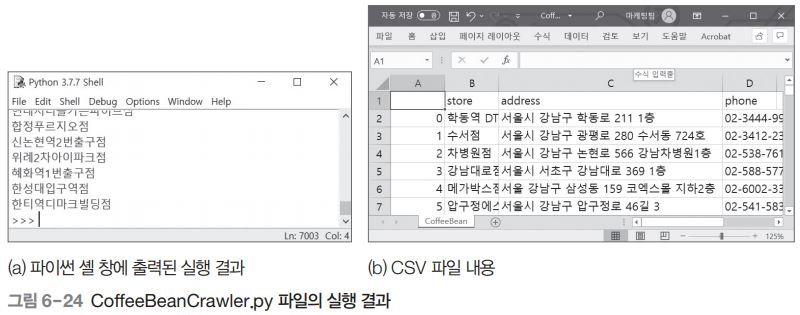 Python 3.7.7 Shell
File Edit Shell Debug Options Window Help
합정푸르지오점
신논현역2번출구점
위례2차아이파크점
혜화역1번출구점
한성대입구역점
한티역디마크빌딩점
>>>
Ln: 7003 Col: 4
자동 저장 Cof... 마케팅팀
파일 홈 삽입 페이지 레이아웃 수식 데이터 검토 보기 도움말 Acrobat
A1 fx
수식 입력줄
A B C D
1 store address phone
2 0 학동역 DT 서울시 강남구 학동로 211 1층 02-3444-99
3 1 수서점 서울시 강남구 광평로 280 수서동 724호 02-3412-23
4 2 차병원점 서울시 강남구 논현로 566 강남차병원1층 02-538-761
5 3 강남대로점 서울시 서초구 강남대로 369 1층 02-588-577
6 4 메가박스점 서울 강남구 삼성동 159 코엑스몰 지하2층 02-6002-33
7 5 압구정에스 서울시 강남구 압구정로 46길 3 02-541-583
CoffeeBean
125%
(a) 파이썬 셸 창에 출력된 실행 결과
(b) CSV 파일 내용
그림 6-24 CoffeeBeanCrawler.py 파일의 실행 결과